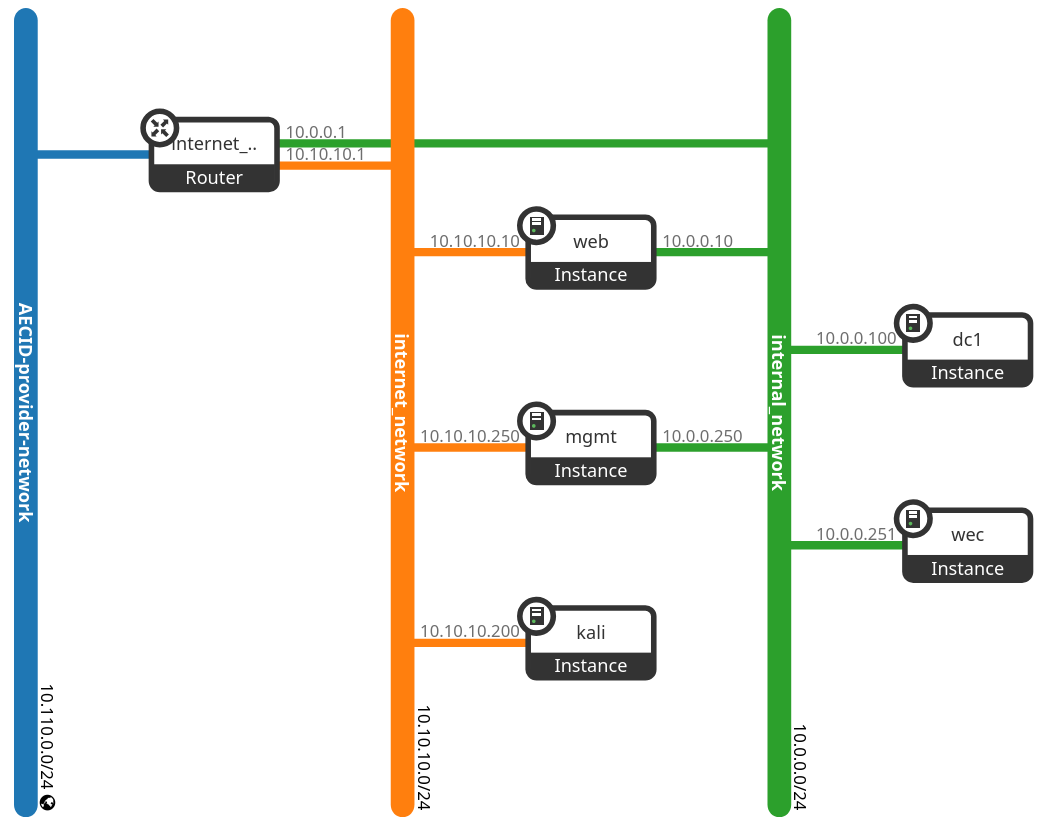 10.0.0.1
internet_..
10.10.10.1
Router
10.10.10.10
web
10.0.0.10
Instance
AECID-provider-network
internet_network
internal_network
10.0.0.100
dc1
Instance
10.10.10.250
mgmt
10.0.0.250
Instance
10.0.0.251
wec
Instance
10.10.10.200
kali
Instance
10.110.0.0/24
10.10.10.0/24
10.0.0.0/24